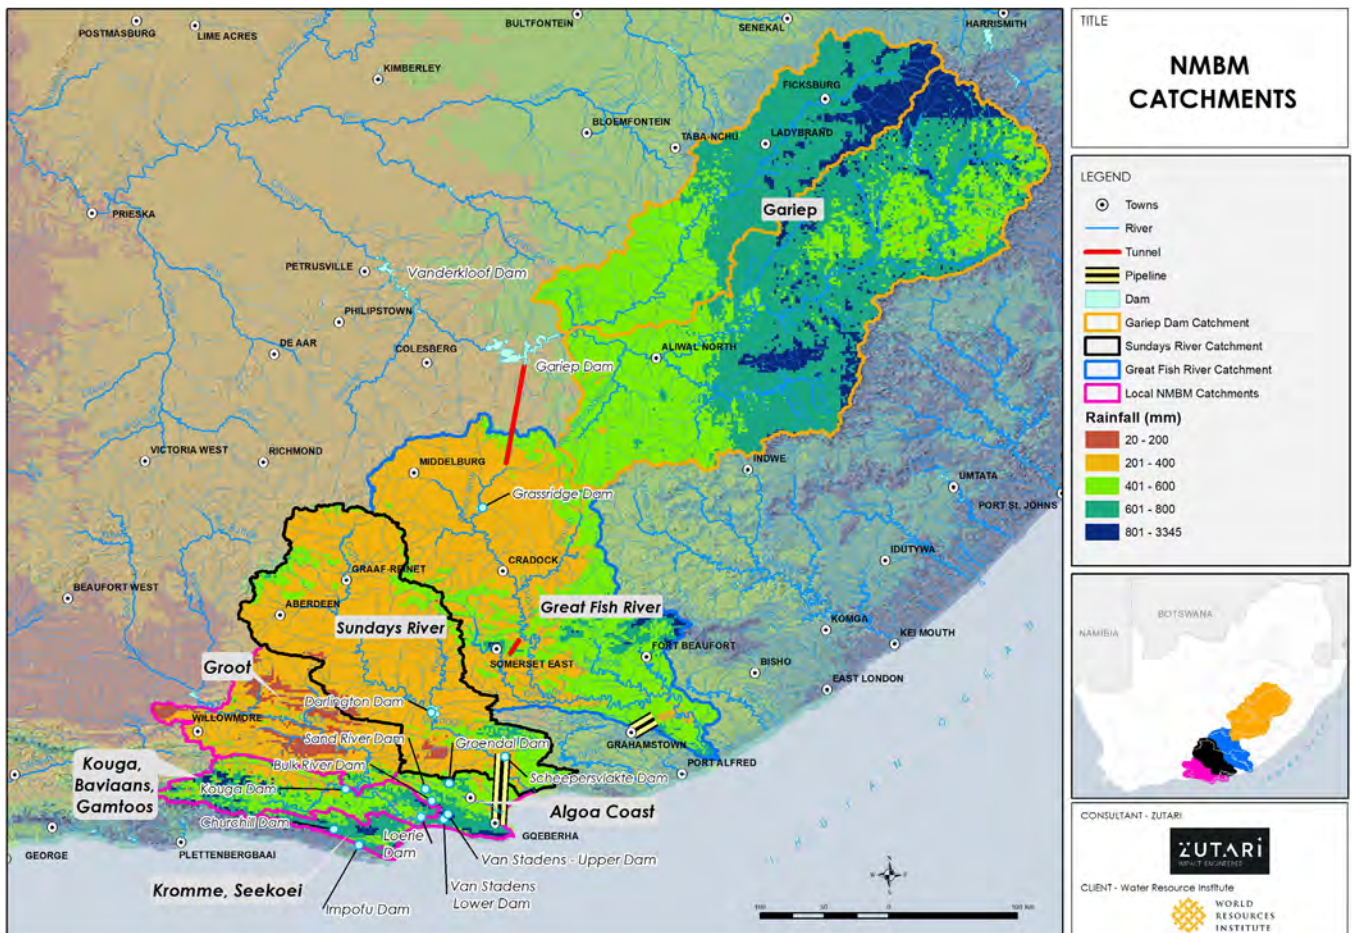 POSTMASBURG
LIME ACRES
BULTFONTEIN
SENEKAL
HARRISMITH
KIMBERLEY
FICKSBURG
BLOEMFONTEIN
TABA-NCHU
LADYBRAND
PRIESKA
Gariep
PETRUSVILLE
Vanderkloof Dam
PHILIPSTOWN
DE AAR
COLESBERG
ALIWAL NORTH
Gariep Dam
VICTORIA WEST
RICHMOND
MIDDELBURG
INDWE
UMTATA
Grassridge Dam
PORT St. JOHNS
IDUTYWA
CRADOCK
GRAAF-REINET
BEAUFORT WEST
ABERDEEN
Great Fish River
Sundays River
KOMGA
KEI MOUTH
FORT BEAUFORT
SOMERSET EAST
BISHO
Groot
EAST LONDON
Darlington Dam
WILLOWMORE
Sand River Dam
Groendal Dam
GRAHAMSTOWN
Bulk River Dam
PORT ALFRED
Scheepersvlakte Dam
Kouga,
Baviaans,
Gamtoos
Kouga Dam
Algoa Coast
Churchill Dam
Loerie
Dam
GQEBERHA
GEORGE
PLETTENBERGBAAI
Van Stadens - Upper Dam
Kromme, Seekoei
Van Stadens
Lower Dam
Impofu Dam
100 km
TITLE
NMBM
CATCHMENTS
LEGEND
Towns
River
Tunnel
Pipeline
Dam
Gariep Dam Catchment
Sundays River Catchment
Great Fish River Catchment
Local NMBM Catchments
Rainfall (mm)
20 - 200
201 - 400
401 - 600
601 - 800
801 - 3345
BOTSWANA
NAMIBIA
CONSULTANT - ZUTARI
ZUTARI
IMPACT ENGINEERED
CLIENT - Water Resource Institute
WORLD
RESOURCES
INSTITUTE